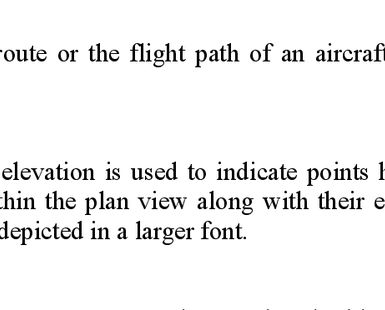 route or the flight path of an aircraft
elevation is used to indicate points
the plan view along with their
depicted in a larger font.